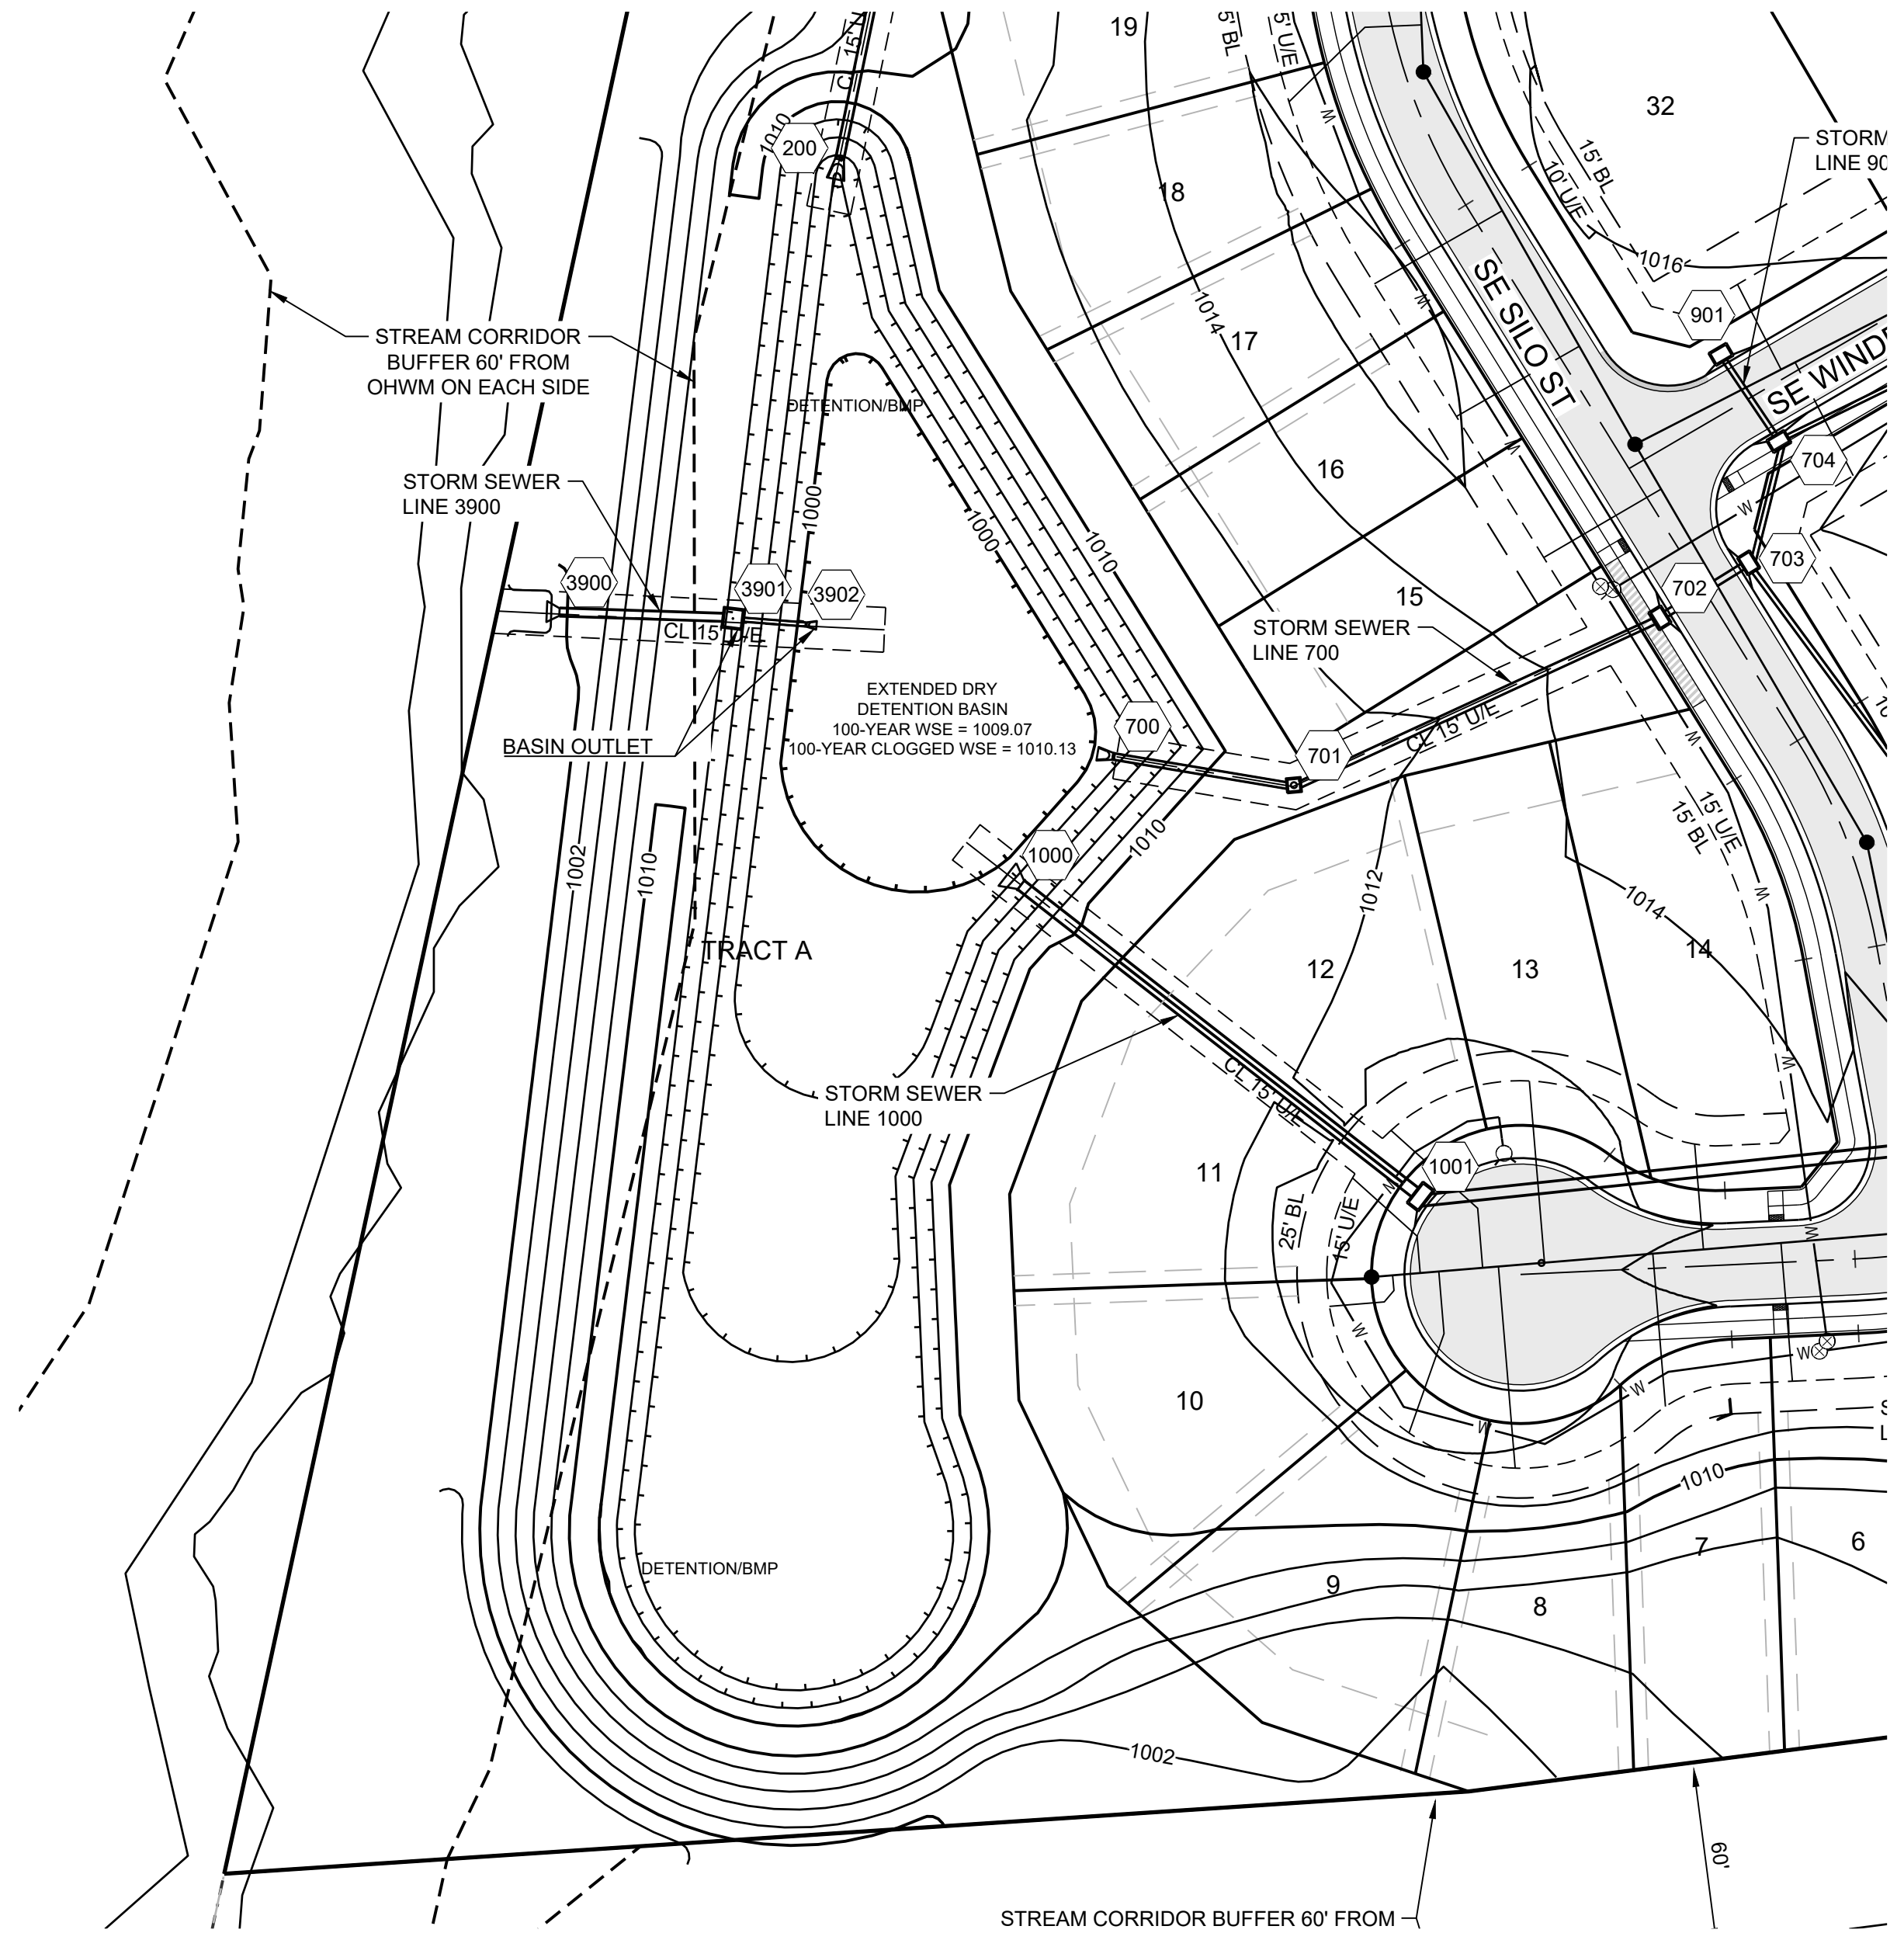 19
5' BL
5' U/E
32
STORM
LINE 90
1010
200
18
15' BL
10' U/E
1016
901
SE SILO ST
1014
17
STREAM CORRIDOR
BUFFER 60' FROM
OHWM ON EACH SIDE
SE WIND
DETENTION/BMP
16
704
STORM SEWER
LINE 3900
1000
1000
1010
W
703
702
3900
3901
3902
15
CL 15' U/E
STORM SEWER
LINE 700
EXTENDED DRY
DETENTION BASIN
100-YEAR WSE = 1009.07
100-YEAR CLOGGED WSE = 1010.13
BASIN OUTLET
700
701
CL 15' U/E
15' U/E
15' BL
1002
1010
1000
1010
1012
1014
TRACT A
12
13
14
STORM SEWER
LINE 1000
CL 15' U/E
11
1001
25' BL
15' U/E
W
W
10
W
W
1010
7
6
DETENTION/BMP
9
8
1002
60'
STREAM CORRIDOR BUFFER 60' FROM